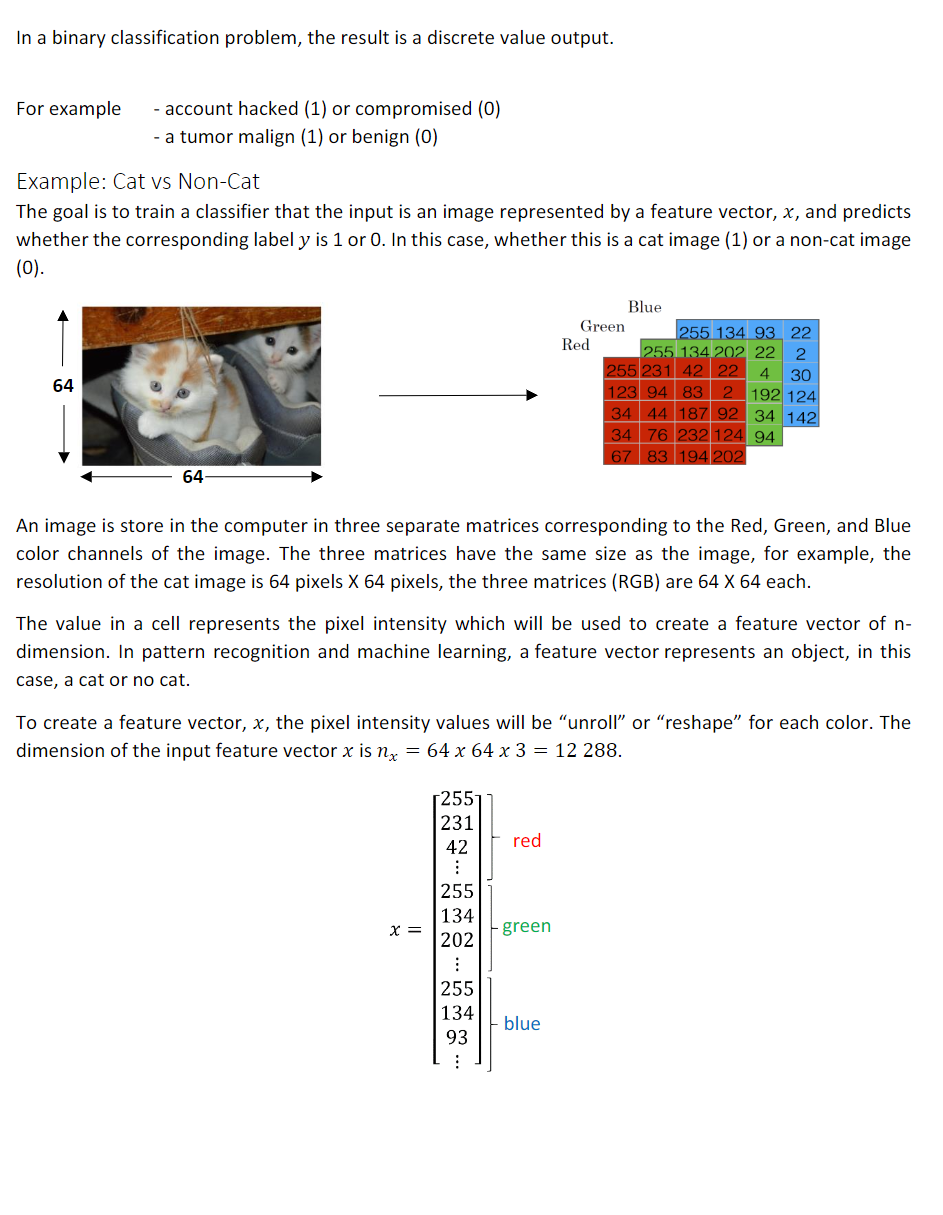 In a binary classification problem, the result is a discrete value output.
For example - account hacked (1) or compromised (0)
- a tumor malign (1) or benign (0)
Example: Cat vs Non-Cat
The goal is to train a classifier that the input is an image represented by a feature vector, x, and predicts
whether the corresponding label y is 1 or 0. In this case, whether this is a cat image (1) or a non-cat image
(0).
Blue
Green
Red
255 134 93 22
255 134 202 22 2
255 231 42 22 4 30
123 94 83 2 192 124
34 44 187 92 34 142
34 76 232 124 94
67 83 194 202
64
64
An image is store in the computer in three separate matrices corresponding to the Red, Green, and Blue
color channels of the image. The three matrices have the same size as the image, for example, the
resolution of the cat image is 64 pixels X 64 pixels, the three matrices (RGB) are 64 X 64 each.
The value in a cell represents the pixel intensity which will be used to create a feature vector of n-
dimension. In pattern recognition and machine learning, a feature vector represents an object, in this
case, a cat or no cat.
To create a feature vector, x, the pixel intensity values will be “unroll” or “reshape” for each color. The
dimension of the input feature vector x is nₓ = 64 x 64 x 3 = 12 288.
255
231
42
⋮
red
255
134
202
⋮
x =
green
255
134
93
⋮
blue